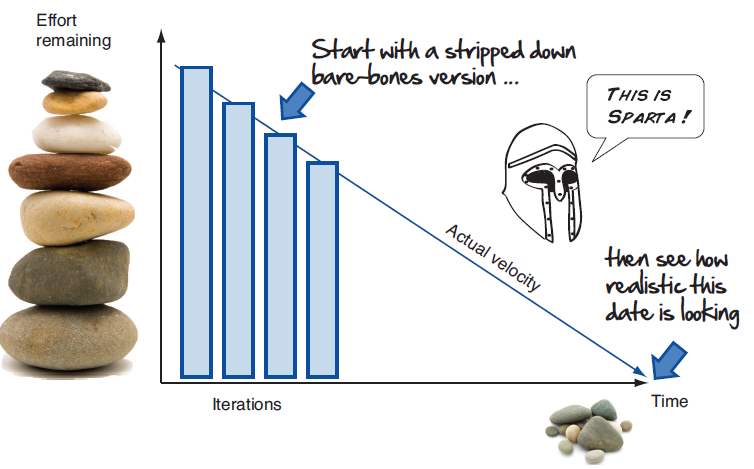 Effort
remaining
Start with a stripped down
bare-bones version ...
THIS IS
SPARTA!
Actual velocity
then see how
realistic this
date is looking
Iterations
Time